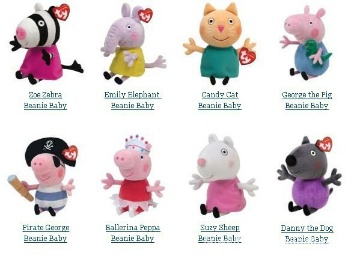 Zoe Zebra
Beanie Baby
Emily Elephant
Beanie Baby
Candy Cat
Beanie Baby
George the Pig
Beanie Baby
Pirate George
Beanie Baby
Ballerina Peppa
Beanie Baby
Suzy Sheep
Beanie Baby
Danny the Dog
Beanie Baby